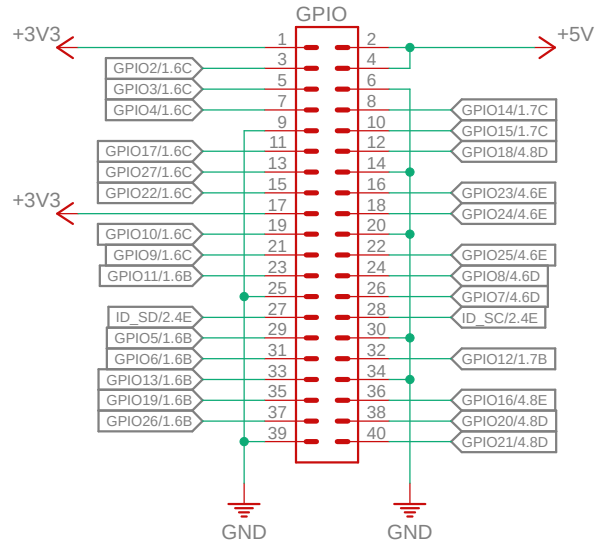 GPIO
+3V3 1 2 +5V
3 4
GPIO2/1.6C
GPIO3/1.6C 5 6
GPIO4/1.6C 7 8 GPIO14/1.7C
9 10 GPIO15/1.7C
GPIO17/1.6C 11 12 GPIO18/4.8D
GPIO27/1.6C 13 14
GPIO22/1.6C 15 16 GPIO23/4.6E
+3V3 17 18 GPIO24/4.6E
GPIO10/1.6C 19 20
GPIO9/1.6C 21 22 GPIO25/4.6E
GPIO11/1.6B 23 24 GPIO8/4.6D
25 26 GPIO7/4.6D
ID_SD/2.4E 27 28 ID_SC/2.4E
GPIO5/1.6B 29 30
GPIO6/1.6B 31 32 GPIO12/1.7B
GPIO13/1.6B 33 34
GPIO19/1.6B 35 36 GPIO16/4.8E
GPIO26/1.6B 37 38 GPIO20/4.8D
39 40 GPIO21/4.8D
GND GND